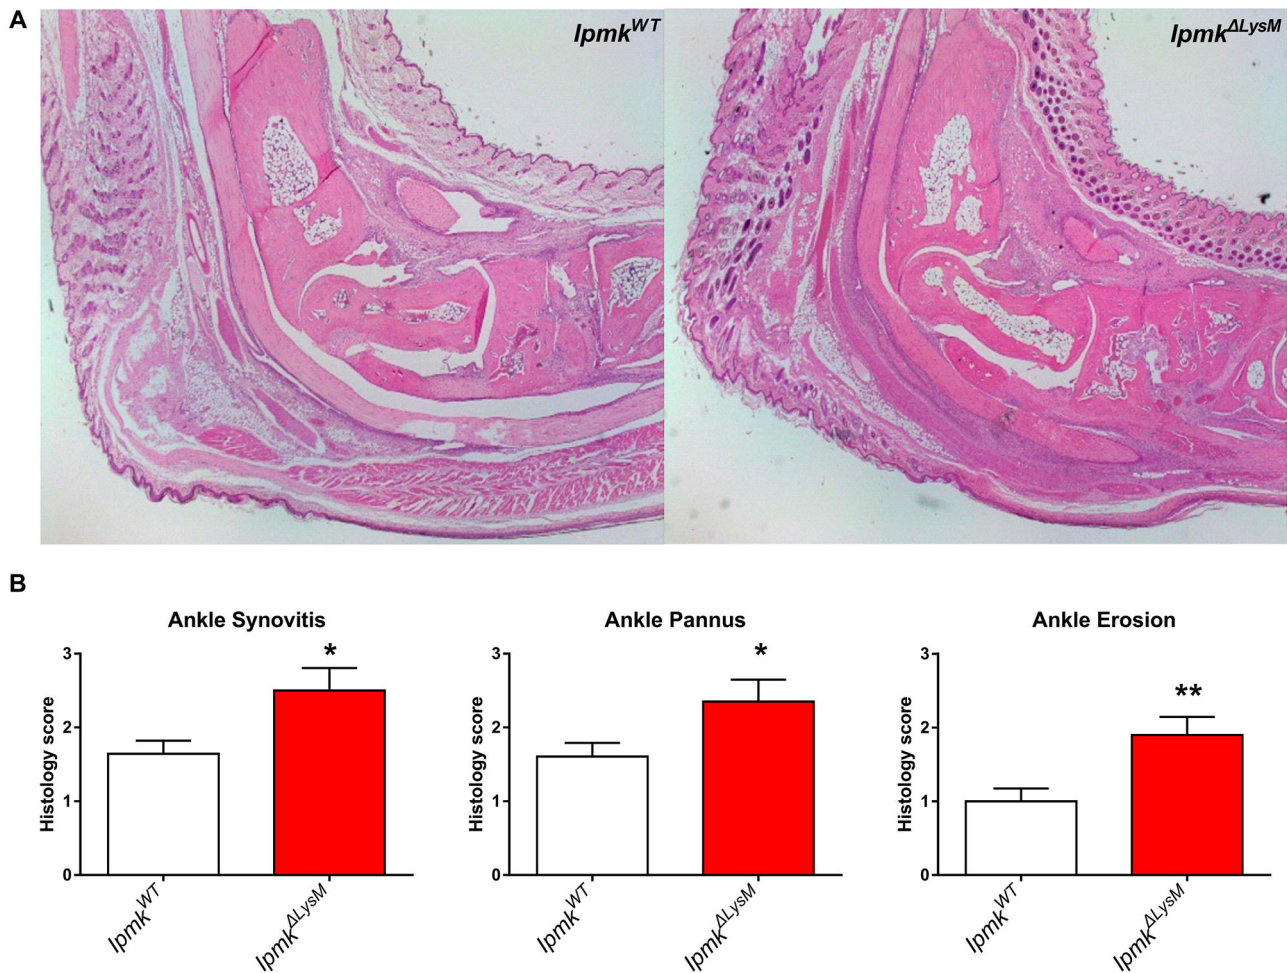 A
Ipmk^WT
Ipmk^ΔLysM
B
Ankle Synovitis
Histology score
3
2
1
0
*
Ipmk^WT
Ipmk^ΔLysM
Ankle Pannus
Histology score
3
2
1
0
*
Ipmk^WT
Ipmk^ΔLysM
Ankle Erosion
Histology score
3
2
1
0
**
Ipmk^WT
Ipmk^ΔLysM